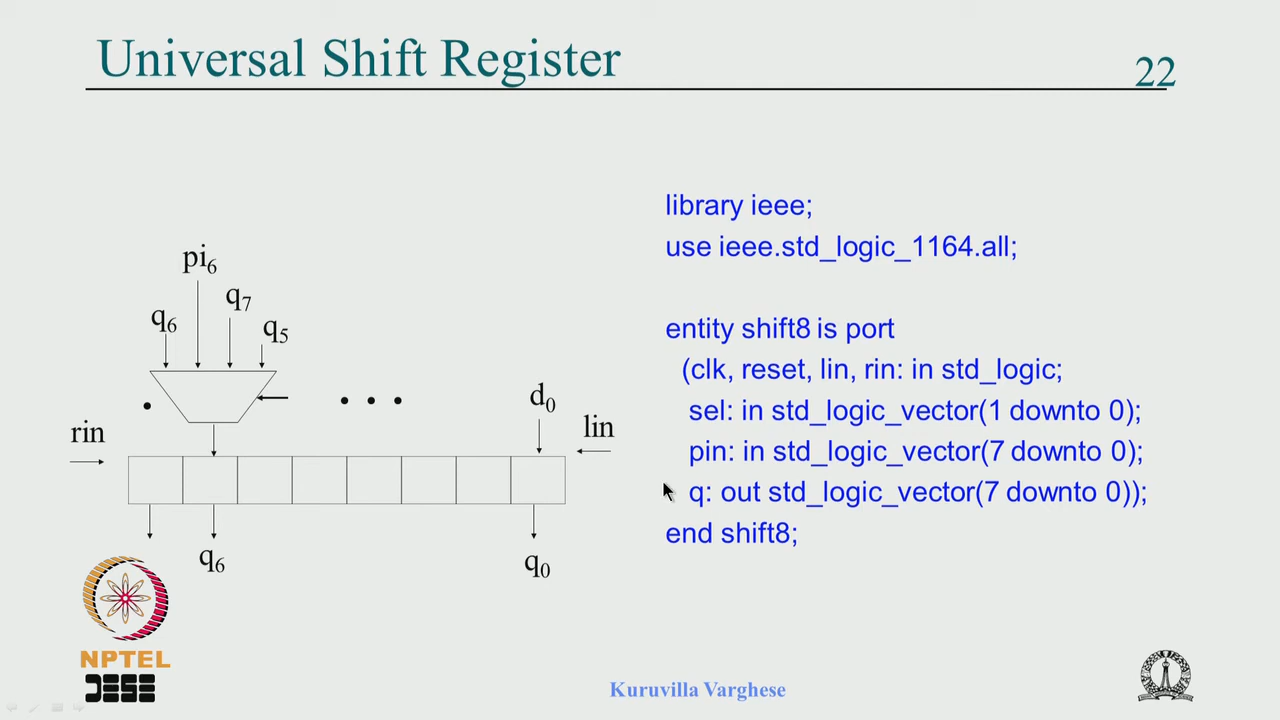 Universal Shift Register
22
pi6
q6
q7
q5
d0
rin
lin
q6
q0
library ieee;
use ieee.std_logic_1164.all;
entity shift8 is port
(clk, reset, lin, rin: in std_logic;
sel: in std_logic_vector(1 downto 0);
pin: in std_logic_vector(7 downto 0);
q: out std_logic_vector(7 downto 0));
end shift8;
NPTEL
Kuruvilla Varghese